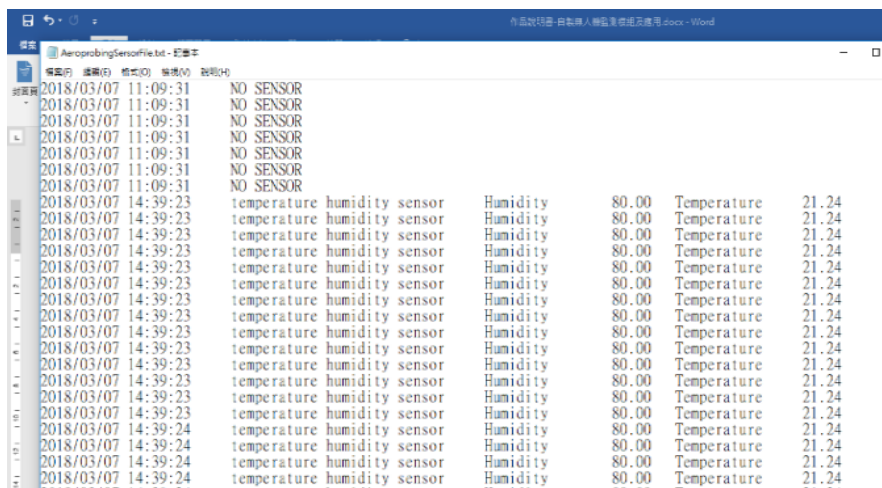 作品說明書-自製無人機監測模組及應用.docx - Word
檔案
AeroprobingSensorFile.txt - 記事本
檔案(F) 編輯(E) 格式(O) 檢視(V) 說明(H)
封面頁
2018/03/07 11:09:31 NO SENSOR
2018/03/07 11:09:31 NO SENSOR
2018/03/07 11:09:31 NO SENSOR
2018/03/07 11:09:31 NO SENSOR
2018/03/07 11:09:31 NO SENSOR
2018/03/07 11:09:31 NO SENSOR
2018/03/07 11:09:31 NO SENSOR
2018/03/07 14:39:23 temperature humidity sensor Humidity 80.00 Temperature 21.24
2018/03/07 14:39:23 temperature humidity sensor Humidity 80.00 Temperature 21.24
2018/03/07 14:39:23 temperature humidity sensor Humidity 80.00 Temperature 21.24
2018/03/07 14:39:23 temperature humidity sensor Humidity 80.00 Temperature 21.24
2018/03/07 14:39:23 temperature humidity sensor Humidity 80.00 Temperature 21.24
2018/03/07 14:39:23 temperature humidity sensor Humidity 80.00 Temperature 21.24
2018/03/07 14:39:23 temperature humidity sensor Humidity 80.00 Temperature 21.24
2018/03/07 14:39:23 temperature humidity sensor Humidity 80.00 Temperature 21.24
2018/03/07 14:39:23 temperature humidity sensor Humidity 80.00 Temperature 21.24
2018/03/07 14:39:23 temperature humidity sensor Humidity 80.00 Temperature 21.24
2018/03/07 14:39:23 temperature humidity sensor Humidity 80.00 Temperature 21.24
2018/03/07 14:39:23 temperature humidity sensor Humidity 80.00 Temperature 21.24
2018/03/07 14:39:23 temperature humidity sensor Humidity 80.00 Temperature 21.24
2018/03/07 14:39:23 temperature humidity sensor Humidity 80.00 Temperature 21.24
2018/03/07 14:39:24 temperature humidity sensor Humidity 80.00 Temperature 21.24
2018/03/07 14:39:24 temperature humidity sensor Humidity 80.00 Temperature 21.24
2018/03/07 14:39:24 temperature humidity sensor Humidity 80.00 Temperature 21.24
2018/03/07 14:39:24 temperature humidity sensor Humidity 80.00 Temperature 21.24